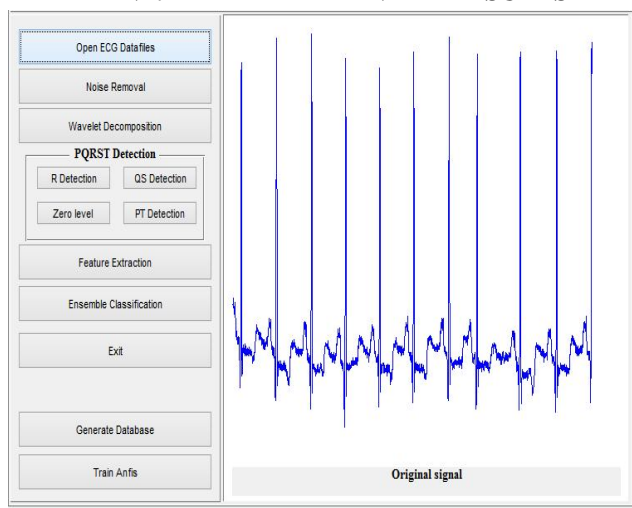 Open ECG Datafiles
Noise Removal
Wavelet Decomposition
PQRST Detection
R Detection
QS Detection
Zero level
PT Detection
Feature Extraction
Ensemble Classification
Exit
Generate Database
Train Anfis
Original signal